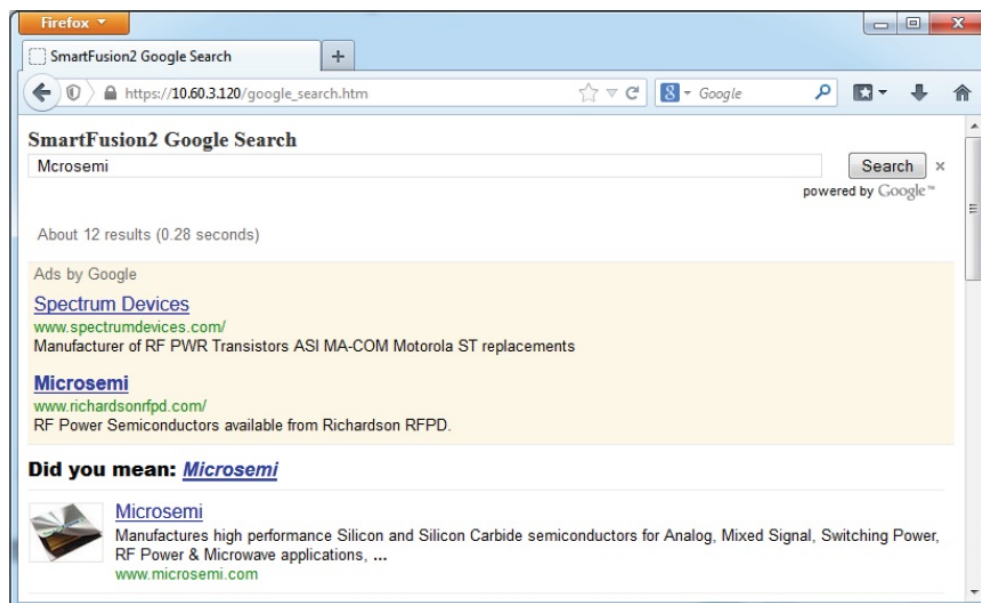 Firefox
SmartFusion2 Google Search
https://10.60.3.120/google_search.htm
8 Google
SmartFusion2 Google Search
Mcrosemi
Search
powered by Google™
About 12 results (0.28 seconds)
Ads by Google
Spectrum Devices
www.spectrumdevices.com/
Manufacturer of RF PWR Transistors ASI MA-COM Motorola ST replacements
Microsemi
www.richardsonrfpd.com/
RF Power Semiconductors available from Richardson RFPD.
Did you mean: Microsemi
Microsemi
Manufactures high performance Silicon and Silicon Carbide semiconductors for Analog, Mixed Signal, Switching Power,
RF Power & Microwave applications, ...
www.microsemi.com